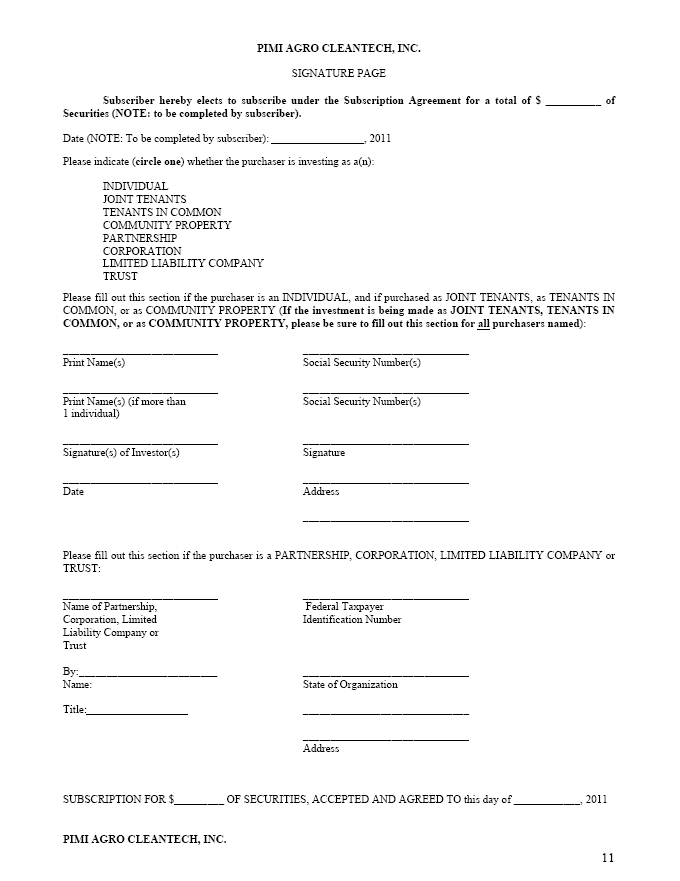 PIMI AGRO CLEANTECH, INC.
SIGNATURE PAGE
Subscriber hereby elects to subscribe under the Subscription Agreement for a total of $ __________ of
Securities (NOTE: to be completed by subscriber).
Date (NOTE: To be completed by subscriber): _________________, 2011
Please indicate (circle one) whether the purchaser is investing as a(n):
INDIVIDUAL
JOINT TENANTS
TENANTS IN COMMON
COMMUNITY PROPERTY
PARTNERSHIP
CORPORATION
LIMITED LIABILITY COMPANY
TRUST
Please fill out this section if the purchaser is an INDIVIDUAL, and if purchased as JOINT TENANTS, as TENANTS IN
COMMON, or as COMMUNITY PROPERTY (If the investment is being made as JOINT TENANTS, TENANTS IN
COMMON, or as COMMUNITY PROPERTY, please be sure to fill out this section for all purchasers named):
____________________________ ______________________________
Print Name(s) Social Security Number(s)
____________________________ ______________________________
Print Name(s) (if more than Social Security Number(s)
1 individual)
____________________________ ______________________________
Signature(s) of Investor(s) Signature
____________________________ ______________________________
Date Address
______________________________
Please fill out this section if the purchaser is a PARTNERSHIP, CORPORATION, LIMITED LIABILITY COMPANY or
TRUST:
____________________________ ______________________________
Name of Partnership, Federal Taxpayer
Corporation, Limited Identification Number
Liability Company or
Trust
By:_________________________ ______________________________
Name: State of Organization
Title:___________________ ______________________________
______________________________
Address
SUBSCRIPTION FOR $_________ OF SECURITIES, ACCEPTED AND AGREED TO this day of ____________, 2011
PIMI AGRO CLEANTECH, INC.
11